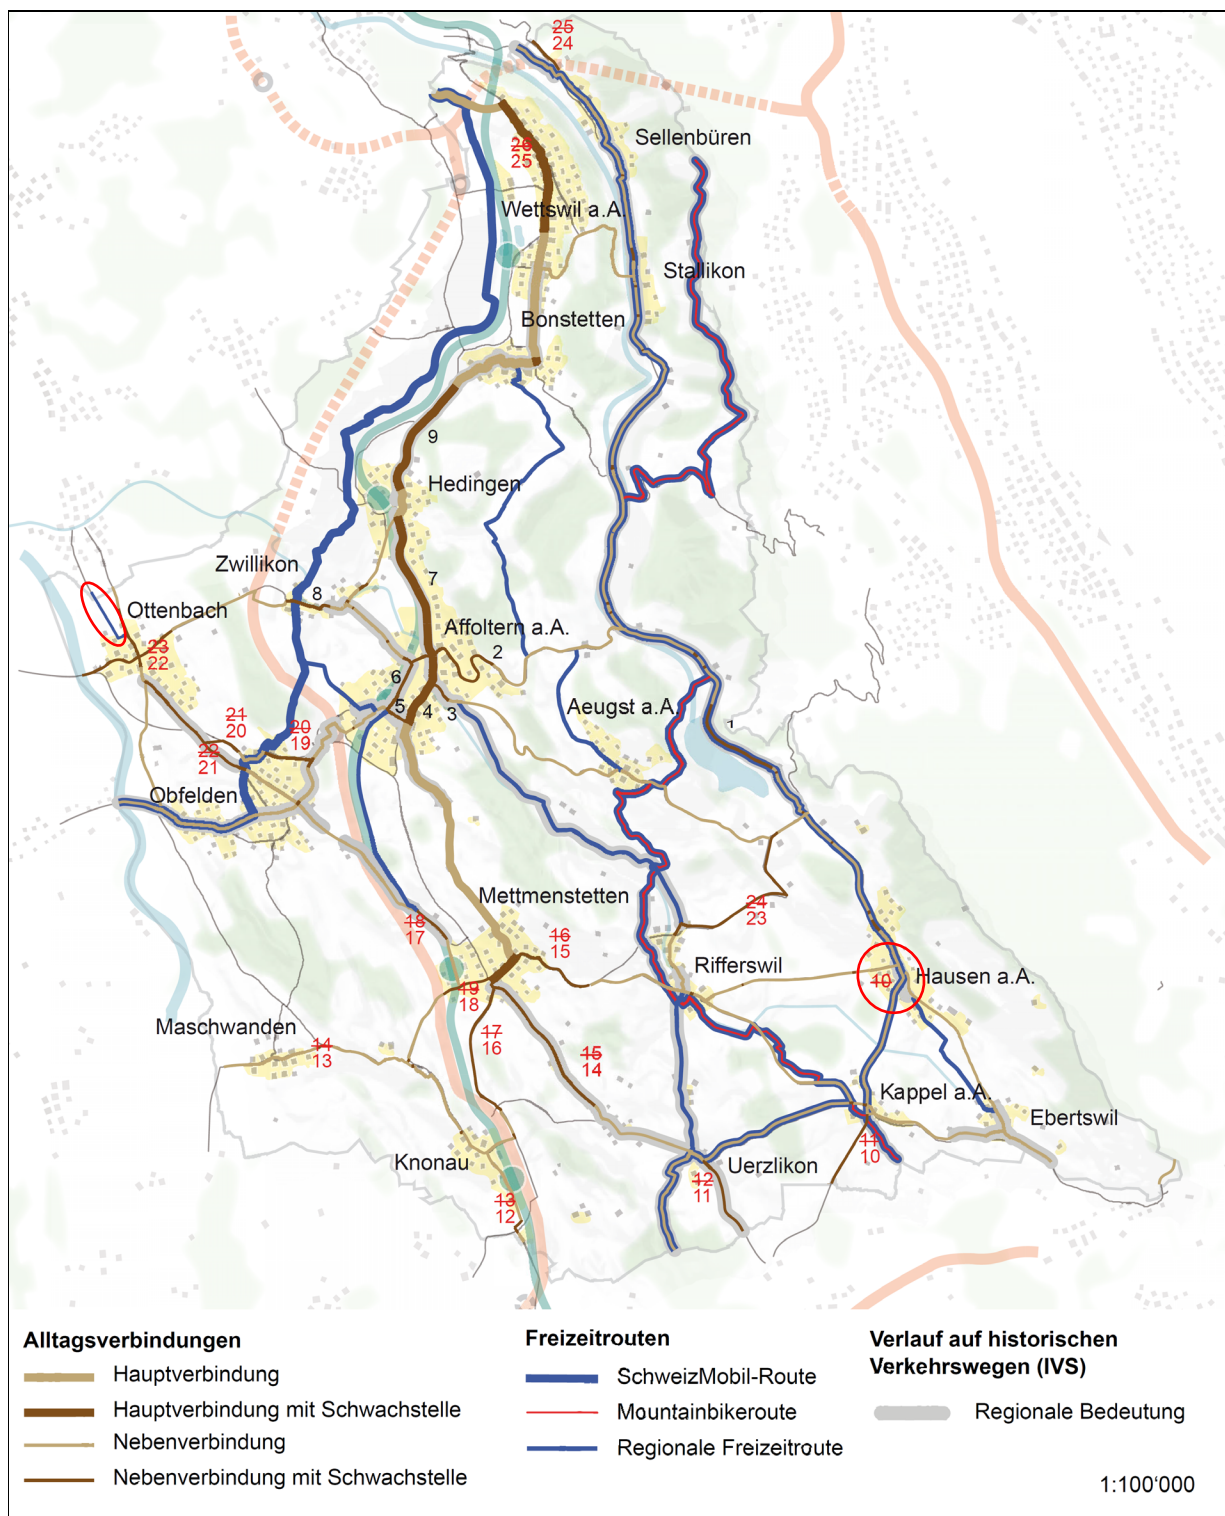 25
24
Sellenbüren
26
25
Wettswil a.A.
Stallikon
Bonstetten
9
Hedingen
Zwillikon
7
8
Ottenbach
Affoltern a.A.
23
22
2
6
21
20
20
19
5
4
3
Aeugst a.A.
1
22
21
Obfelden
Mettmenstetten
24
23
18
17
16
15
Rifferswil
10
Hausen a.A.
19
18
Maschwanden
14
13
17
16
15
14
Kappel a.A.
Ebertswil
11
10
Knonau
Uerzlikon
12
11
13
12
Alltagsverbindungen
Hauptverbindung
Hauptverbindung mit Schwachstelle
Nebenverbindung
Nebenverbindung mit Schwachstelle
Freizeitrouten
SchweizMobil-Route
Mountainbikeroute
Regionale Freizeitroute
Verlauf auf historischen
Verkehrswegen (IVS)
Regionale Bedeutung
1:100'000